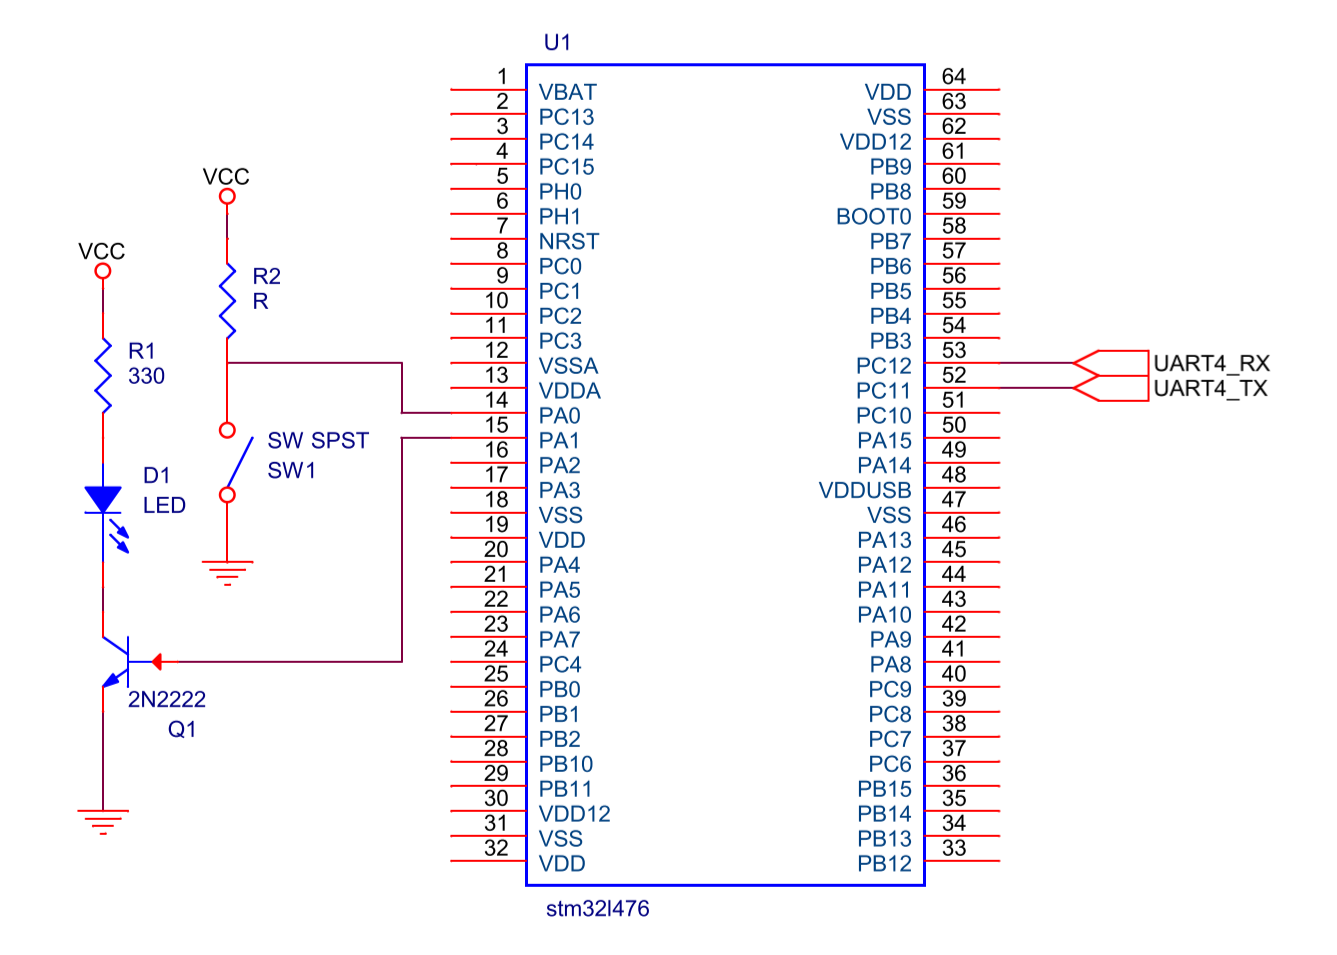 U1
VCC
R1
330
D1
LED
2N2222
Q1
VCC
R2
R
SW SPST
SW1
1 VBAT
2 PC13
3 PC14
4 PC15
5 PH0
6 PH1
7 NRST
8 PC0
9 PC1
10 PC2
11 PC3
12 VSSA
13 VDDA
14 PA0
15 PA1
16 PA2
17 PA3
18 VSS
19 VDD
20 PA4
21 PA5
22 PA6
23 PA7
24 PC4
25 PB0
26 PB1
27 PB2
28 PB10
29 PB11
30 VDD12
31 VSS
32 VDD
VDD 64
VSS 63
VDD12 62
PB9 61
PB8 60
BOOT0 59
PB7 58
PB6 57
PB5 56
PB4 55
PB3 54
PC12 53
PC11 52
PC10 51
PA15 50
PA14 49
VDDUSB 48
VSS 47
PA13 46
PA12 45
PA11 44
PA10 43
PA9 42
PA8 41
PC9 40
PC8 39
PC7 38
PC6 37
PB15 36
PB14 35
PB13 34
PB12 33
UART4_RX
UART4_TX
stm32l476